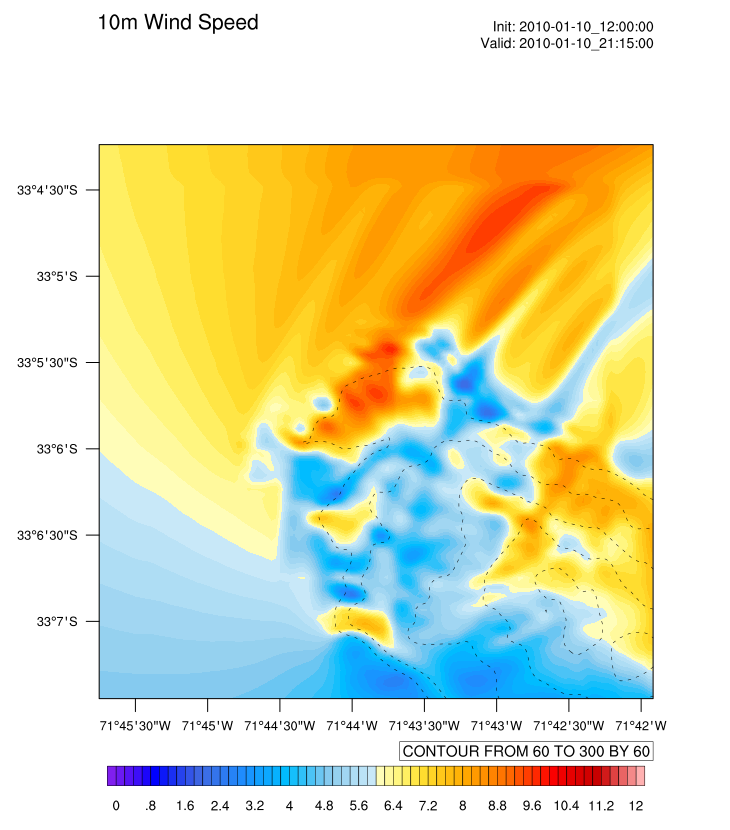 10m Wind Speed
Init: 2010-01-10_12:00:00
Valid: 2010-01-10_21:15:00
33°4'30"S
33°5'S
33°5'30"S
33°6'S
33°6'30"S
33°7'S
71°45'30"W 71°45'W 71°44'30"W 71°44'W 71°43'30"W 71°43'W 71°42'30"W 71°42'W
CONTOUR FROM 60 TO 300 BY 60
0 .8 1.6 2.4 3.2 4 4.8 5.6 6.4 7.2 8 8.8 9.6 10.4 11.2 12